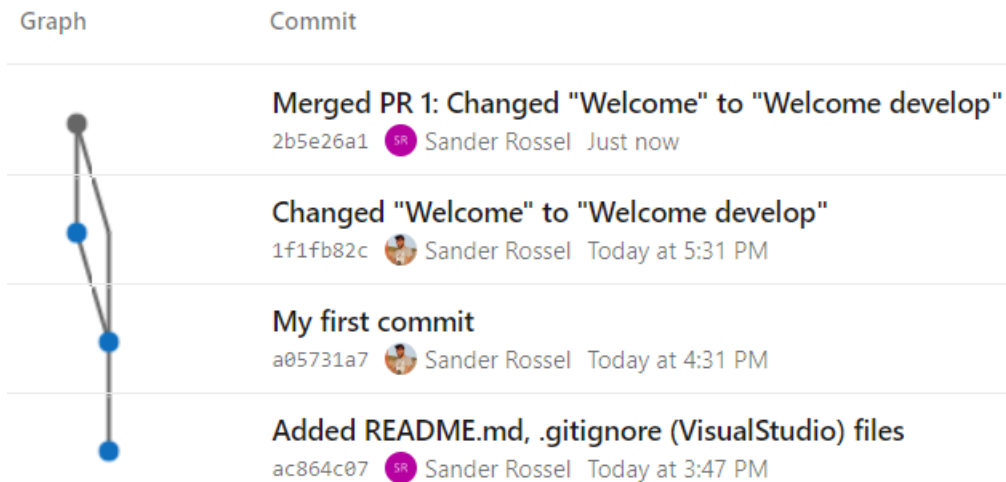 Graph Commit
Merged PR 1: Changed "Welcome" to "Welcome develop"
2b5e26a1 SR Sander Rossel Just now
Changed "Welcome" to "Welcome develop"
1f1fb82c Sander Rossel Today at 5:31 PM
My first commit
a05731a7 Sander Rossel Today at 4:31 PM
Added README.md, .gitignore (VisualStudio) files
ac864c07 SR Sander Rossel Today at 3:47 PM